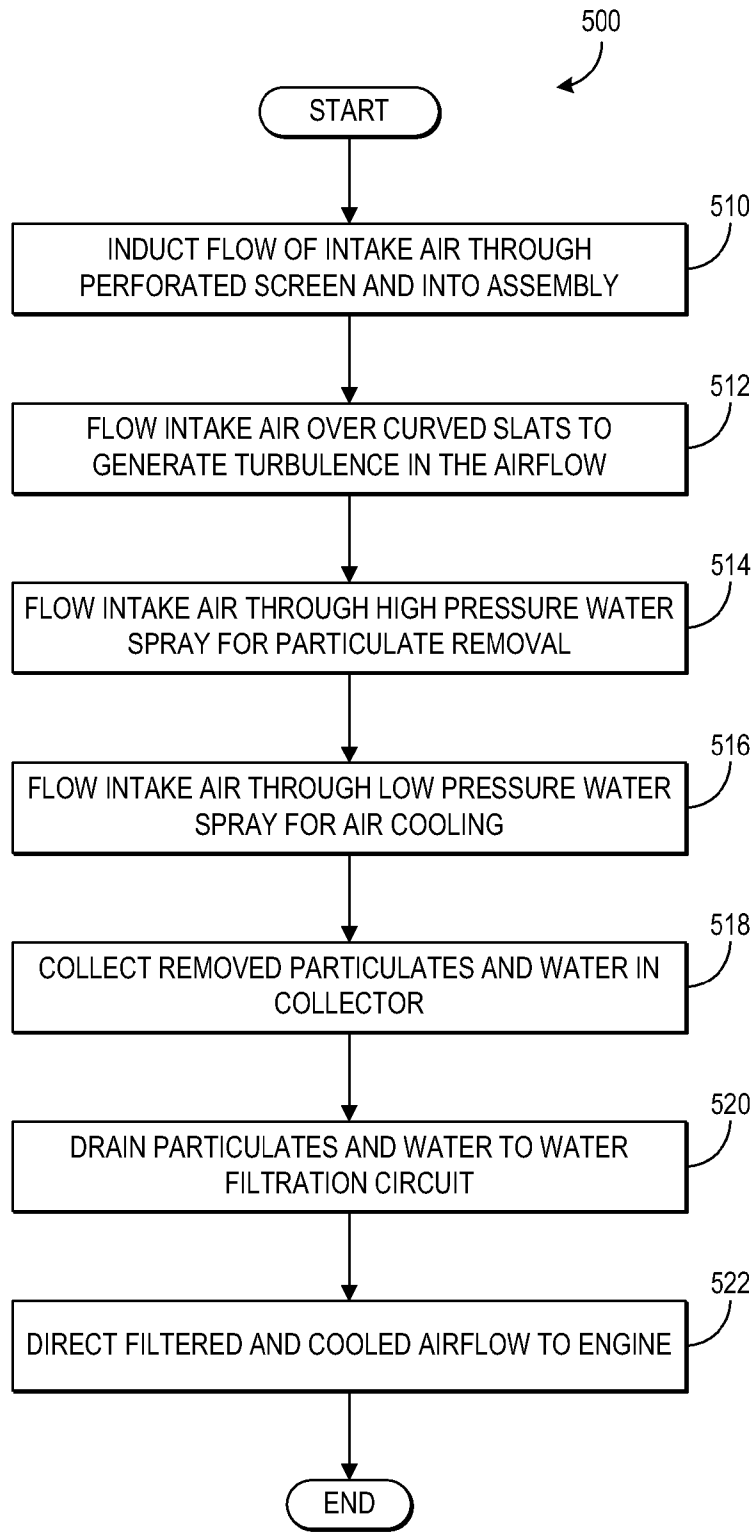 500
START
510
INDUCT FLOW OF INTAKE AIR THROUGH
PERFORATED SCREEN AND INTO ASSEMBLY
512
FLOW INTAKE AIR OVER CURVED SLATS TO
GENERATE TURBULENCE IN THE AIRFLOW
514
FLOW INTAKE AIR THROUGH HIGH PRESSURE WATER
SPRAY FOR PARTICULATE REMOVAL
516
FLOW INTAKE AIR THROUGH LOW PRESSURE WATER
SPRAY FOR AIR COOLING
518
COLLECT REMOVED PARTICULATES AND WATER IN
COLLECTOR
520
DRAIN PARTICULATES AND WATER TO WATER
FILTRATION CIRCUIT
522
DIRECT FILTERED AND COOLED AIRFLOW TO ENGINE
END